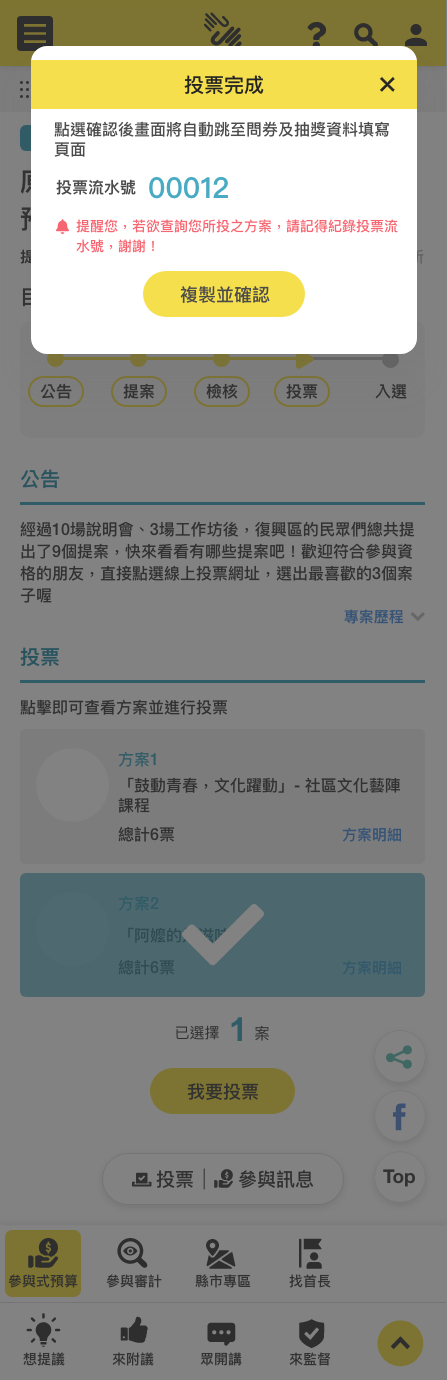 投票完成
點選確認後畫面將自動跳至問券及抽獎資料填寫
頁面
投票流水號 00012
提醒您，若欲查詢您所投之方案，請記得紀錄投票流
水號，謝謝！
複製並確認
公告 提案 檢核 投票 入選
公告
經過10場說明會、3場工作坊後，復興區的民眾們總共提
出了9個提案，快來看看有哪些提案吧！歡迎符合參與資
格的朋友，直接點選線上投票網址，選出最喜歡的3個案
子喔
專案歷程
投票
點擊即可查看方案並進行投票
方案1
「鼓動青春，文化躍動」- 社區文化藝陣
課程
總計6票 方案明細
方案2
「阿嬤的
總計6票 方案明細
已選擇 1 案
我要投票
投票 | 參與訊息
Top
參與式預算 參與審計 縣市專區 找首長
想提議 來附議 眾開講 來監督